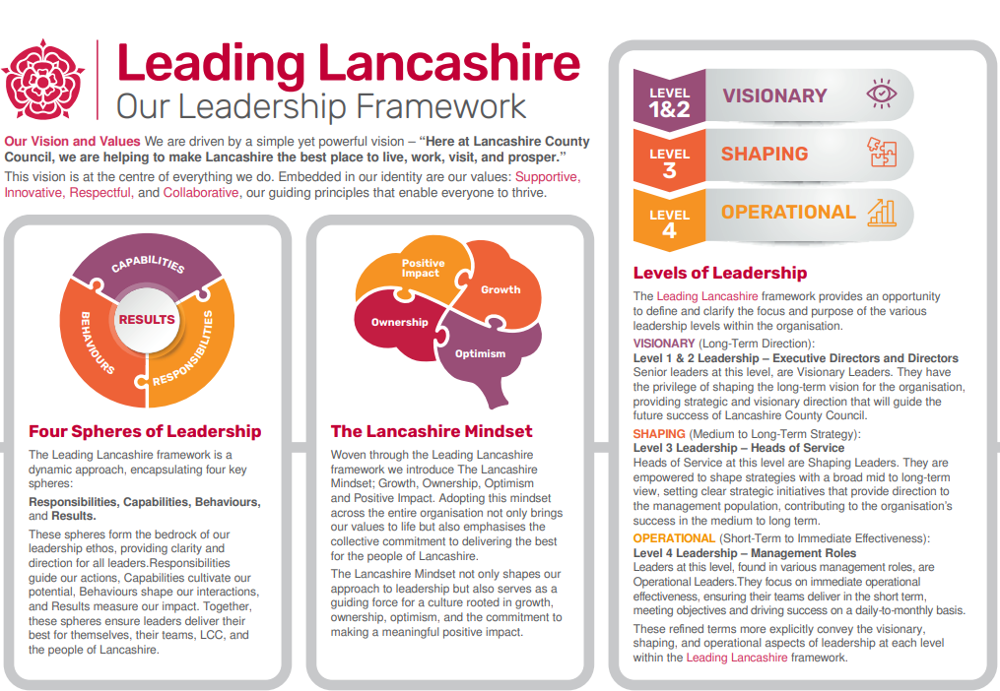 Leading Lancashire
Our Leadership Framework
Our Vision and Values We are driven by a simple yet powerful vision – “Here at Lancashire County
Council, we are helping to make Lancashire the best place to live, work, visit, and prosper.”
This vision is at the centre of everything we do. Embedded in our identity are our values: Supportive,
Innovative, Respectful, and Collaborative, our guiding principles that enable everyone to thrive.
CAPABILITIES
BEHAVIOURS
RESULTS
RESPONSIBILITIES
Four Spheres of Leadership
The Leading Lancashire framework is a
dynamic approach, encapsulating four key
spheres:
Responsibilities, Capabilities, Behaviours,
and Results.
These spheres form the bedrock of our
leadership ethos, providing clarity and
direction for all leaders.Responsibilities
guide our actions, Capabilities cultivate our
potential, Behaviours shape our interactions,
and Results measure our impact. Together,
these spheres ensure leaders deliver their
best for themselves, their teams, LCC, and
the people of Lancashire.
Positive
Impact
Growth
Ownership
Optimism
The Lancashire Mindset
Woven through the Leading Lancashire
framework we introduce The Lancashire
Mindset; Growth, Ownership, Optimism
and Positive Impact. Adopting this mindset
across the entire organisation not only brings
our values to life but also emphasises the
collective commitment to delivering the best
for the people of Lancashire.
The Lancashire Mindset not only shapes our
approach to leadership but also serves as a
guiding force for a culture rooted in growth,
ownership, optimism, and the commitment to
making a meaningful positive impact.
LEVEL
1&2
VISIONARY
LEVEL
3
SHAPING
LEVEL
4
OPERATIONAL
Levels of Leadership
The Leading Lancashire framework provides an opportunity
to define and clarify the focus and purpose of the various
leadership levels within the organisation.
VISIONARY (Long-Term Direction):
Level 1 & 2 Leadership – Executive Directors and Directors
Senior leaders at this level, are Visionary Leaders. They have
the privilege of shaping the long-term vision for the organisation,
providing strategic and visionary direction that will guide the
future success of Lancashire County Council.
SHAPING (Medium to Long-Term Strategy):
Level 3 Leadership – Heads of Service
Heads of Service at this level are Shaping Leaders. They are
empowered to shape strategies with a broad mid to long-term
view, setting clear strategic initiatives that provide direction to
the management population, contributing to the organisation’s
success in the medium to long term.
OPERATIONAL (Short-Term to Immediate Effectiveness):
Level 4 Leadership – Management Roles
Leaders at this level, found in various management roles, are
Operational Leaders.They focus on immediate operational
effectiveness, ensuring their teams deliver in the short term,
meeting objectives and driving success on a daily-to-monthly basis.
These refined terms more explicitly convey the visionary,
shaping, and operational aspects of leadership at each level
within the Leading Lancashire framework.